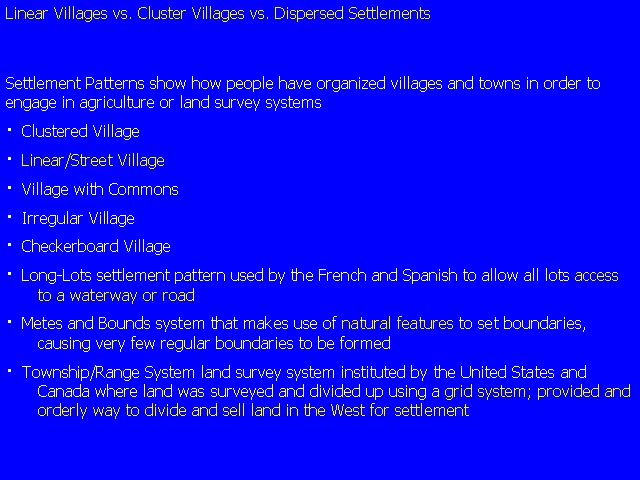 Linear Villages vs. Cluster Villages vs. Dispersed Settlements
Settlement Patterns show how people have organized villages and towns in order to
engage in agriculture or land survey systems
• Clustered Village
• Linear/Street Village
• Village with Commons
• Irregular Village
• Checkerboard Village
• Long-Lots settlement pattern used by the French and Spanish to allow all lots access
to a waterway or road
• Metes and Bounds system that makes use of natural features to set boundaries,
causing very few regular boundaries to be formed
• Township/Range System land survey system instituted by the United States and
Canada where land was surveyed and divided up using a grid system; provided and
orderly way to divide and sell land in the West for settlement